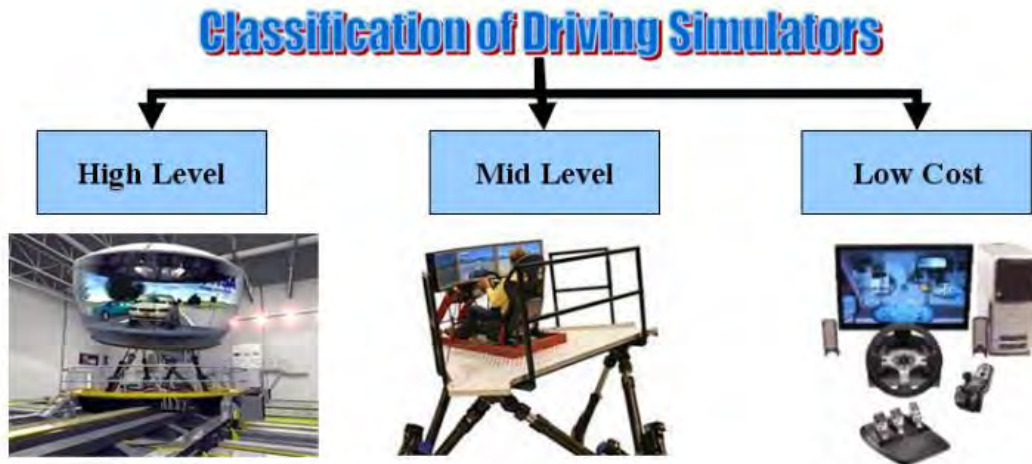 Classification of Driving Simulators
High Level
Mid Level
Low Cost